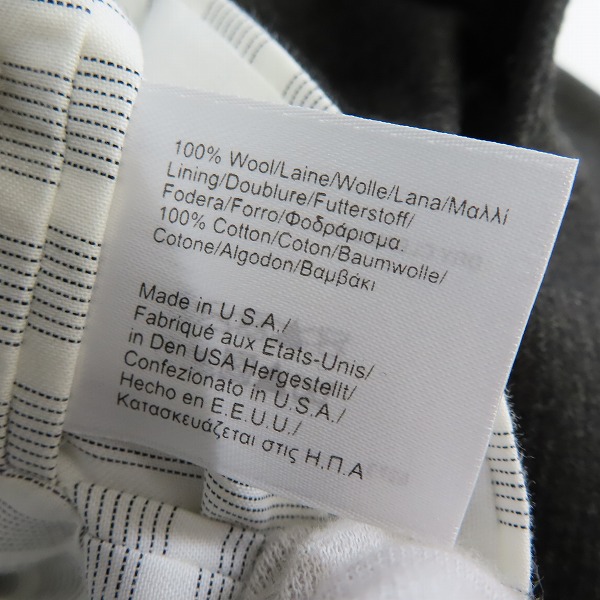 100% Wool/Laine/Wolle/Lana/Μαλλί
Lining/Doublure/Futterstoff/
Fodera/Forro/Φοδράρισμα.
100% Cotton/Coton/Baumwolle/
Cotone/Algodon/Βαμβάκι
Made in U.S.A./
Fabriqué aux Etats-Unis/
in Den USA Hergestellt/
Confezionato in U.S.A./
Hecho en E.E.U.U./
Κατασκευάζεται στις Η.Π.Α